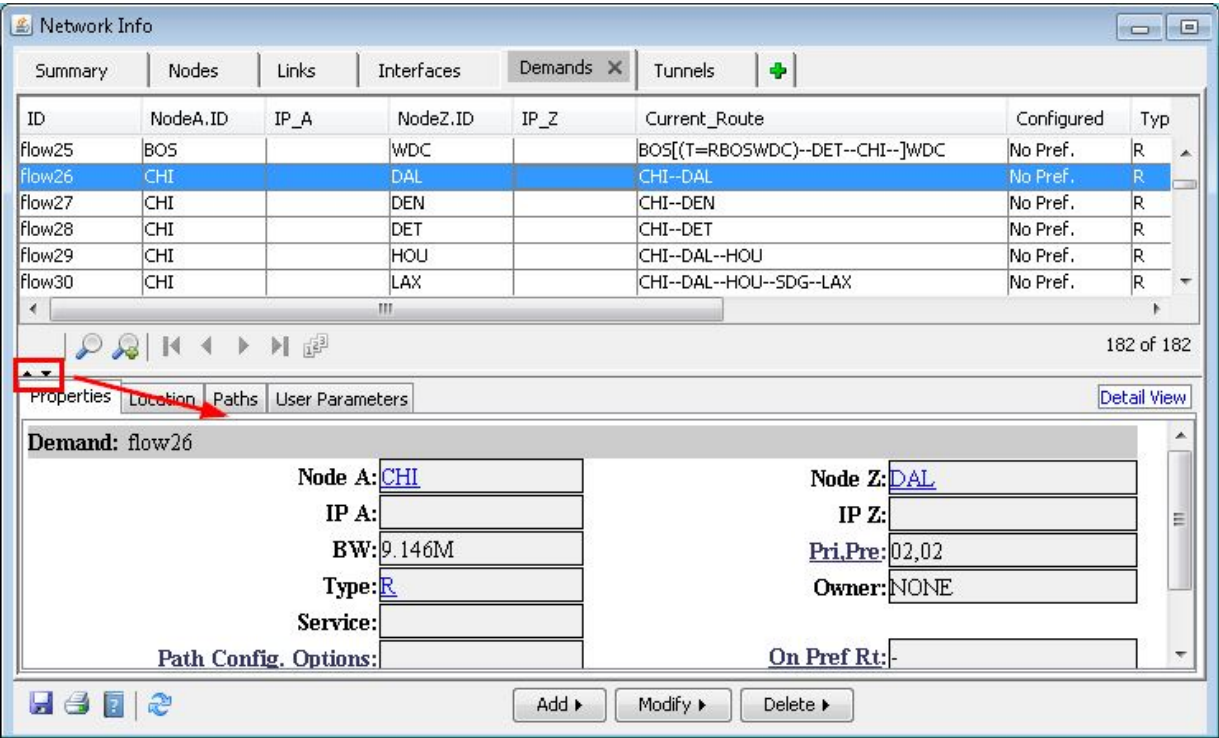 Network Info
Summary Nodes Links Interfaces Demands Tunnels
ID NodeA.ID IP_A NodeZ.ID IP_Z Current_Route Configured Typ
flow25 BOS WDC BOS[(T=RBOSWDC)--DET--CHI--]WDC No Pref. R
flow26 CHI DAL CHI--DAL No Pref. R
flow27 CHI DEN CHI--DEN No Pref. R
flow28 CHI DET CHI--DET No Pref. R
flow29 CHI HOU CHI--DAL--HOU No Pref. R
flow30 CHI LAX CHI--DAL--HOU--SDG--LAX No Pref. R
182 of 182
Properties Location Paths User Parameters Detail View
Demand: flow26
Node A: CHI Node Z: DAL
IP A: IP Z:
BW: 9.146M Pri,Pre: 02,02
Type: R Owner: NONE
Service:
Path Config. Options: On Pref Rt: -
Add Modify Delete